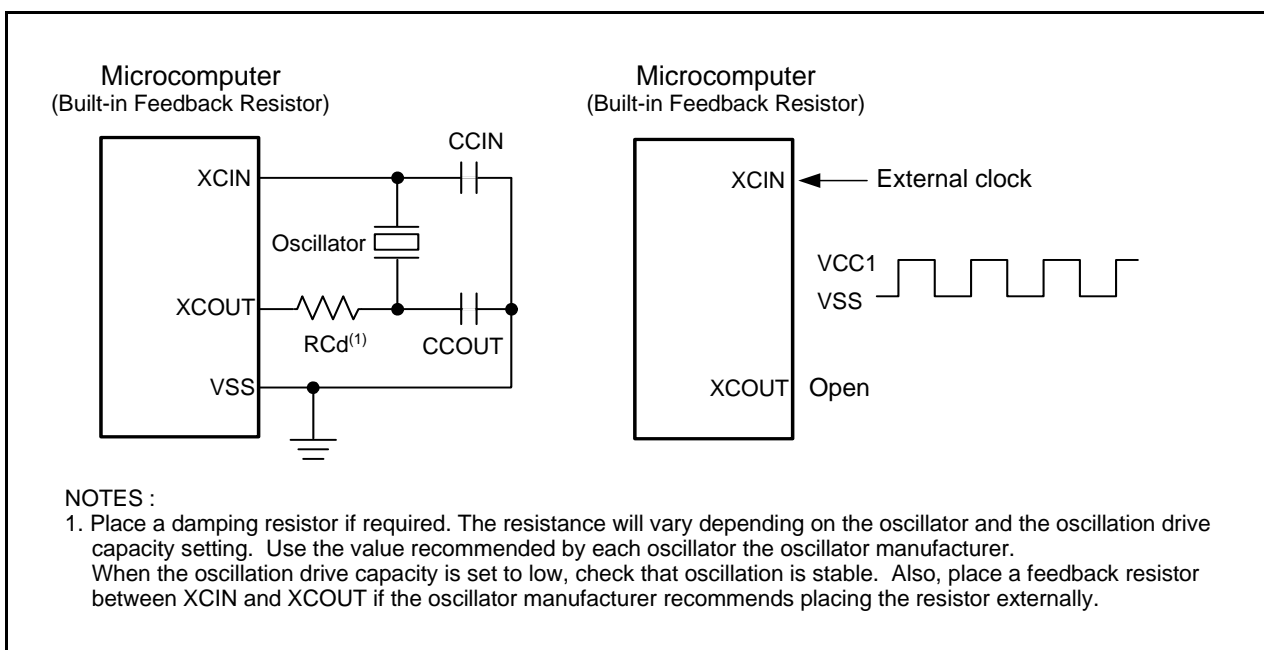 Microcomputer
(Built-in Feedback Resistor)
CCIN
XCIN
Oscillator
XCOUT
RCd(1)
CCOUT
VSS
Microcomputer
(Built-in Feedback Resistor)
XCIN
External clock
VCC1
VSS
XCOUT
Open
NOTES :
1. Place a damping resistor if required. The resistance will vary depending on the oscillator and the oscillation drive
capacity setting.  Use the value recommended by each oscillator the oscillator manufacturer.
When the oscillation drive capacity is set to low, check that oscillation is stable.  Also, place a feedback resistor
between XCIN and XCOUT if the oscillator manufacturer recommends placing the resistor externally.